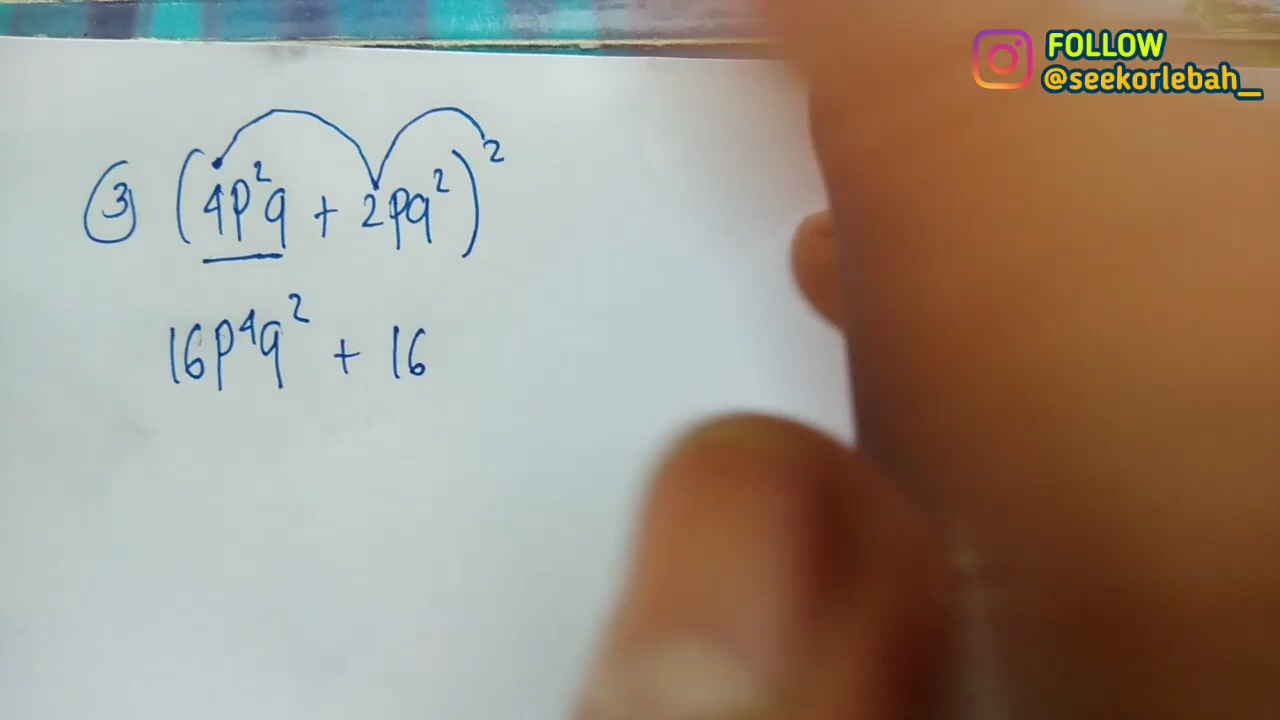 FOLLOW
@seekorlebah_
③ (4p²q + 2pq²)²
16p⁴q² + 16